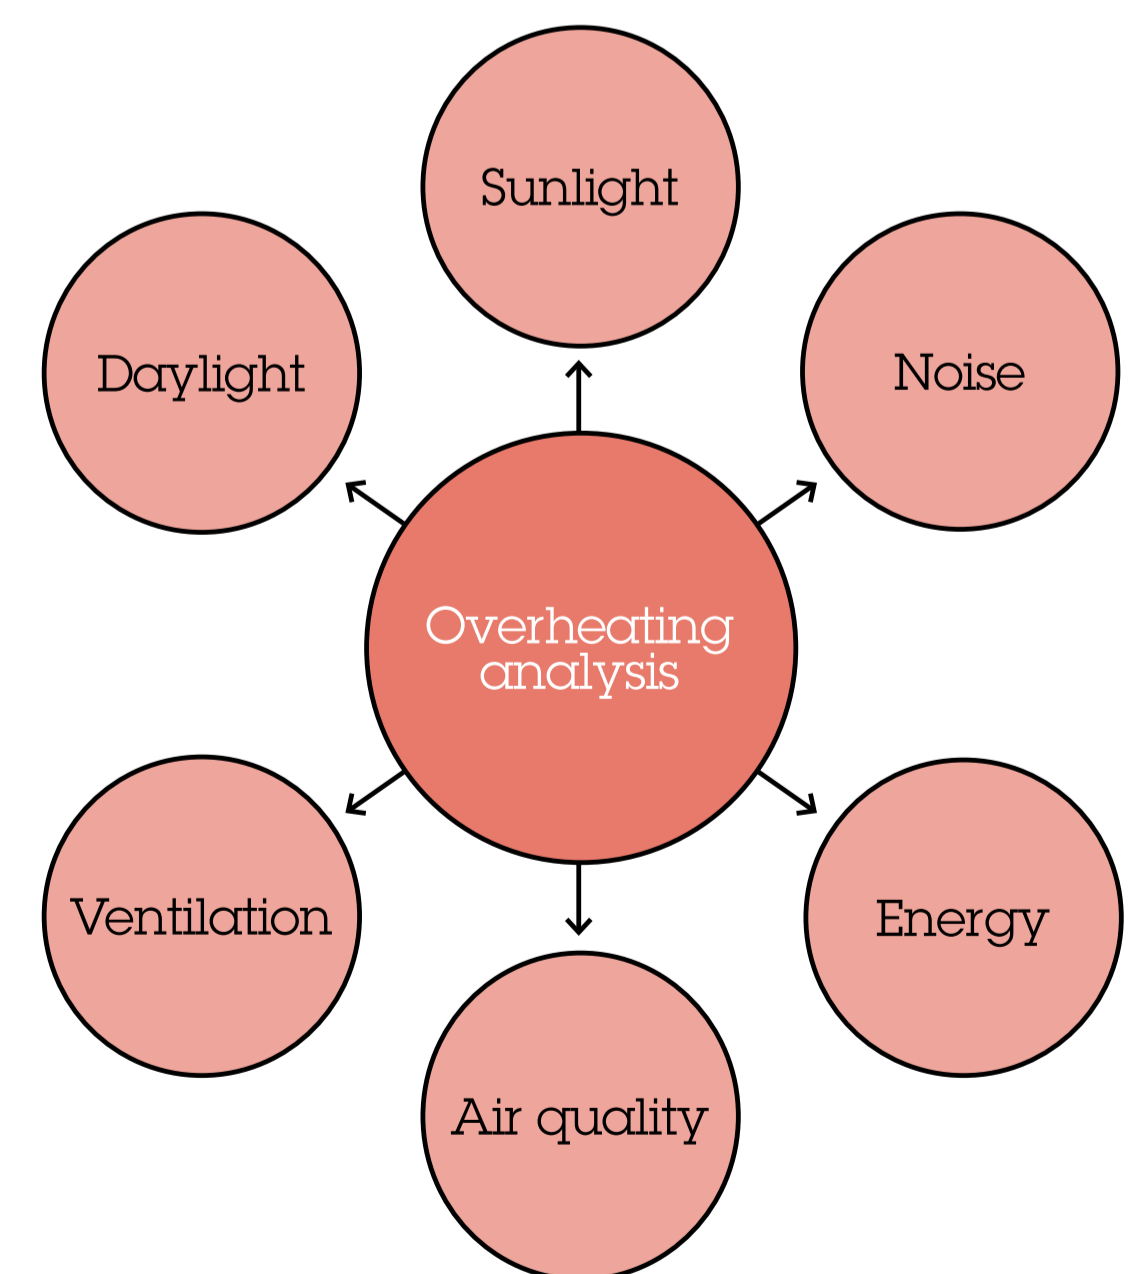 Sunlight
Daylight
Noise
Overheating
analysis
Ventilation
Energy
Air quality